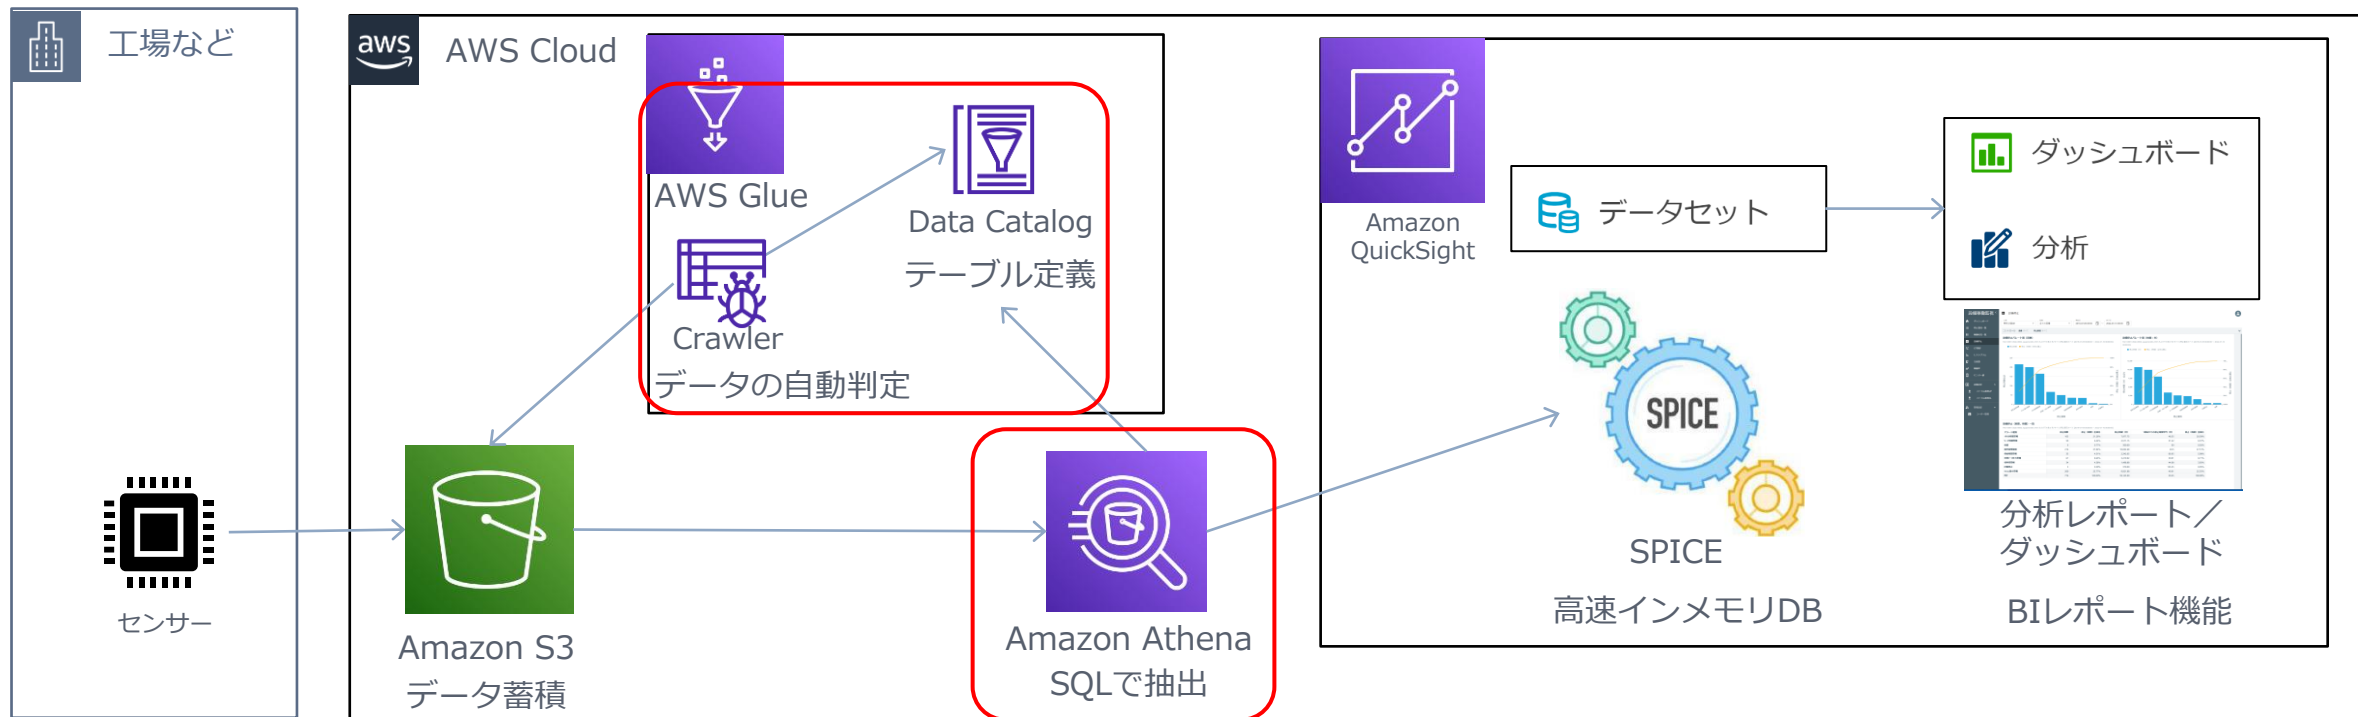 工場など
センサー
aws
AWS Cloud
AWS Glue
Data Catalog
テーブル定義
Crawler
データの自動判定
Amazon S3
データ蓄積
Amazon Athena
SQLで抽出
Amazon
QuickSight
データセット
ダッシュボード
分析
SPICE
SPICE
高速インメモリDB
分析レポート／
ダッシュボード
BIレポート機能